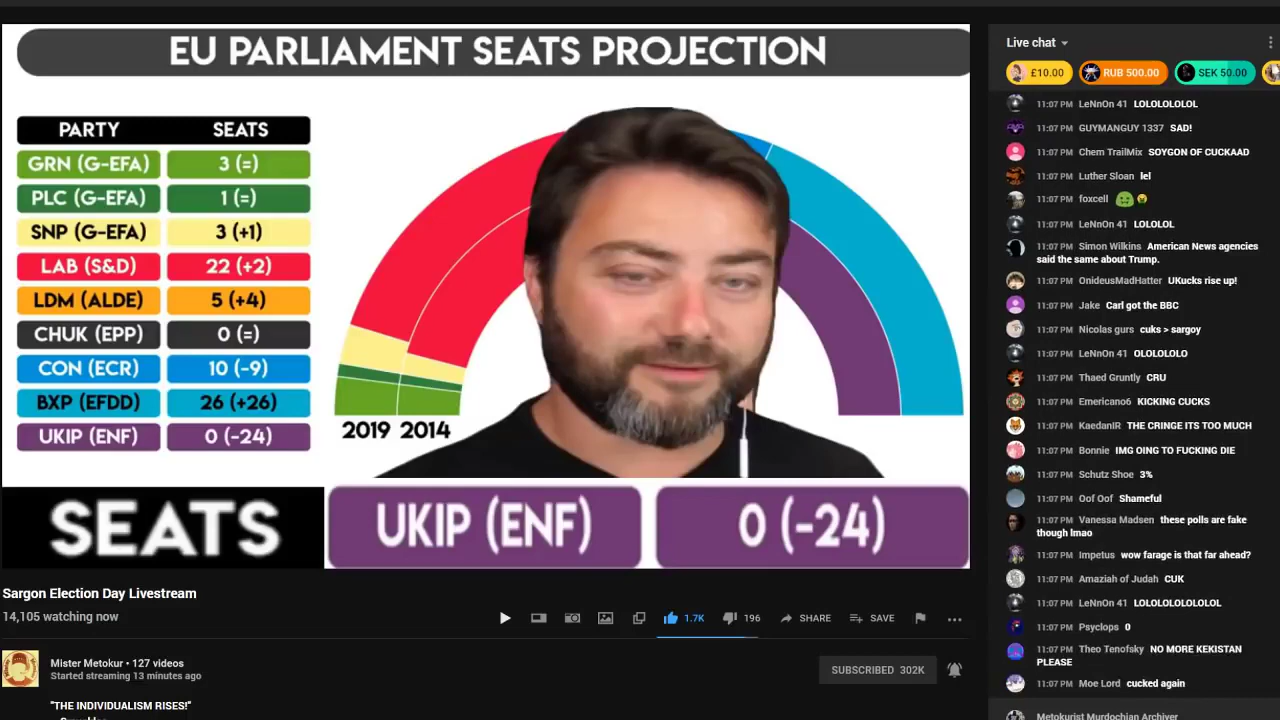 EU PARLIAMENT SEATS PROJECTION
PARTY SEATS
GRN (G-EFA) 3 (=)
PLC (G-EFA) 1 (=)
SNP (G-EFA) 3 (+1)
LAB (S&D) 22 (+2)
LDM (ALDE) 5 (+4)
CHUK (EPP) 0 (=)
CON (ECR) 10 (-9)
BXP (EFDD) 26 (+26)
UKIP (ENF) 0 (-24)
2019 2014
SEATS UKIP (ENF) 0 (-24)
Sargon Election Day Livestream
14,105 watching now
1.7K 196 SHARE SAVE
Mister Metokur • 127 videos
Started streaming 13 minutes ago
SUBSCRIBED 302K
"THE INDIVIDUALISM RISES!"
Live chat
£10.00 RUB 500.00 SEK 50.00
11:07 PM LeNnOn 41 LOLOLOLOLOL
11:07 PM GUYMANGUY 1337 SAD!
11:07 PM Chem TrailMix SOYGON OF CUCKAAD
11:07 PM Luther Sloan lel
11:07 PM foxcell
11:07 PM LeNnOn 41 LOLOLOL
11:07 PM Simon Wilkins American News agencies
said the same about Trump.
11:07 PM OnideusMadHatter UKucks rise up!
11:07 PM Jake Carl got the BBC
11:07 PM Nicolas gurs cuks > sargoy
11:07 PM LeNnOn 41 OLOLOLOLO
11:07 PM Thaed Gruntly CRU
11:07 PM Emericano6 KICKING CUCKS
11:07 PM KaedanIR THE CRINGE ITS TOO MUCH
11:07 PM Bonnie IMG OING TO FUCKING DIE
11:07 PM Schutz Shoe 3%
11:07 PM Oof Oof Shameful
11:07 PM Vanessa Madsen these polls are fake
though lmao
11:07 PM Impetus wow farage is that far ahead?
11:07 PM Amaziah of Judah CUK
11:07 PM LeNnOn 41 LOLOLOLOLOLOLOL
11:07 PM Psyclops 0
11:07 PM Theo Tenofsky NO MORE KEKISTAN
PLEASE
11:07 PM Moe Lord cucked again
Metokurist Murdochian Archiver